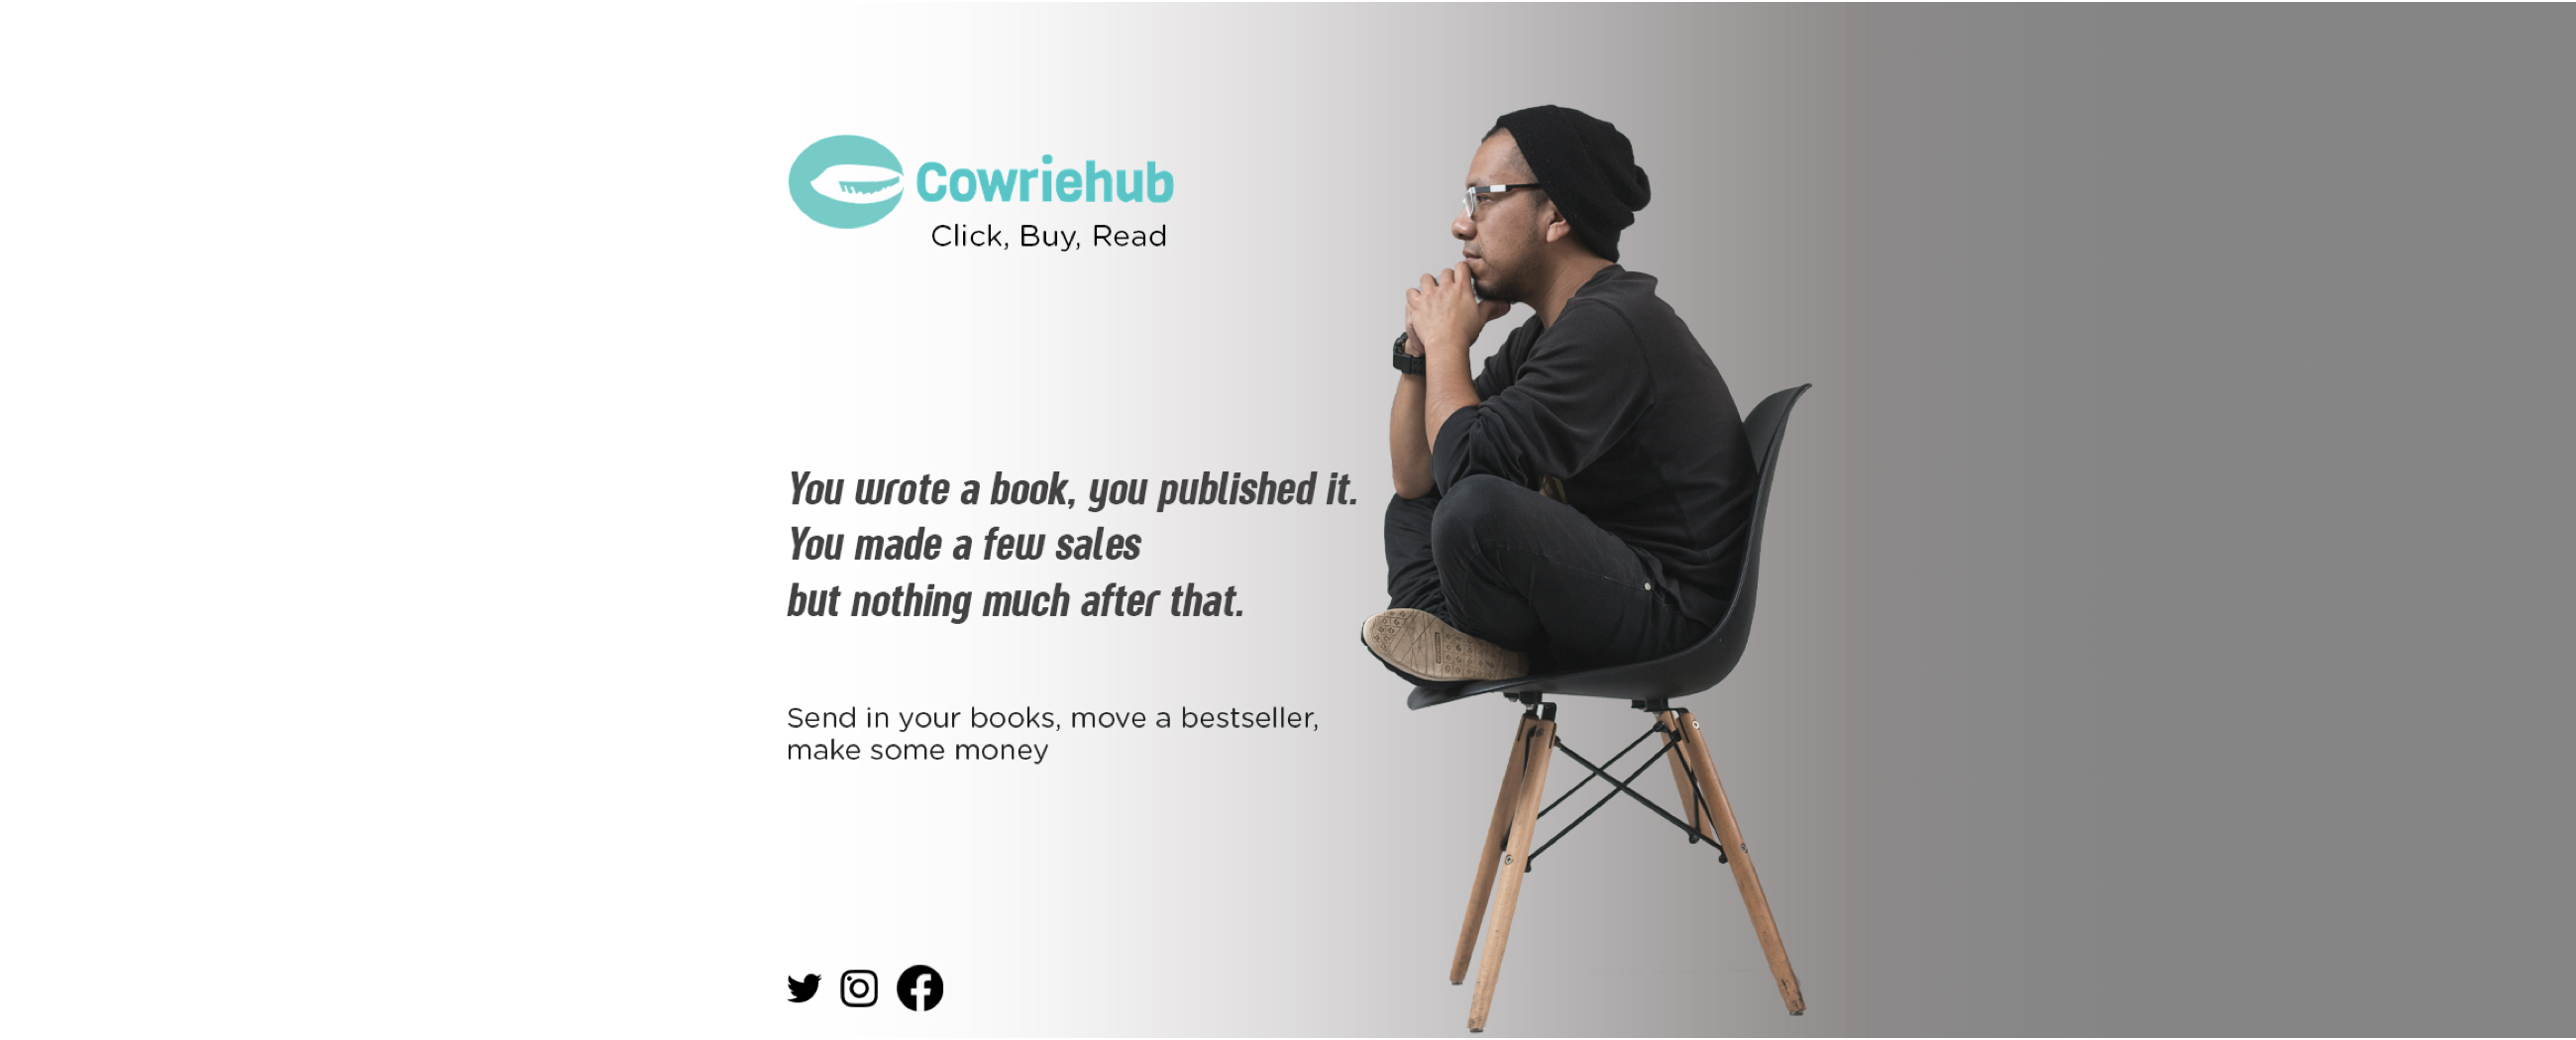 Cowriehub
Click, Buy, Read
You wrote a book, you published it.
You made a few sales
but nothing much after that.
Send in your books, move a bestseller,
make some money